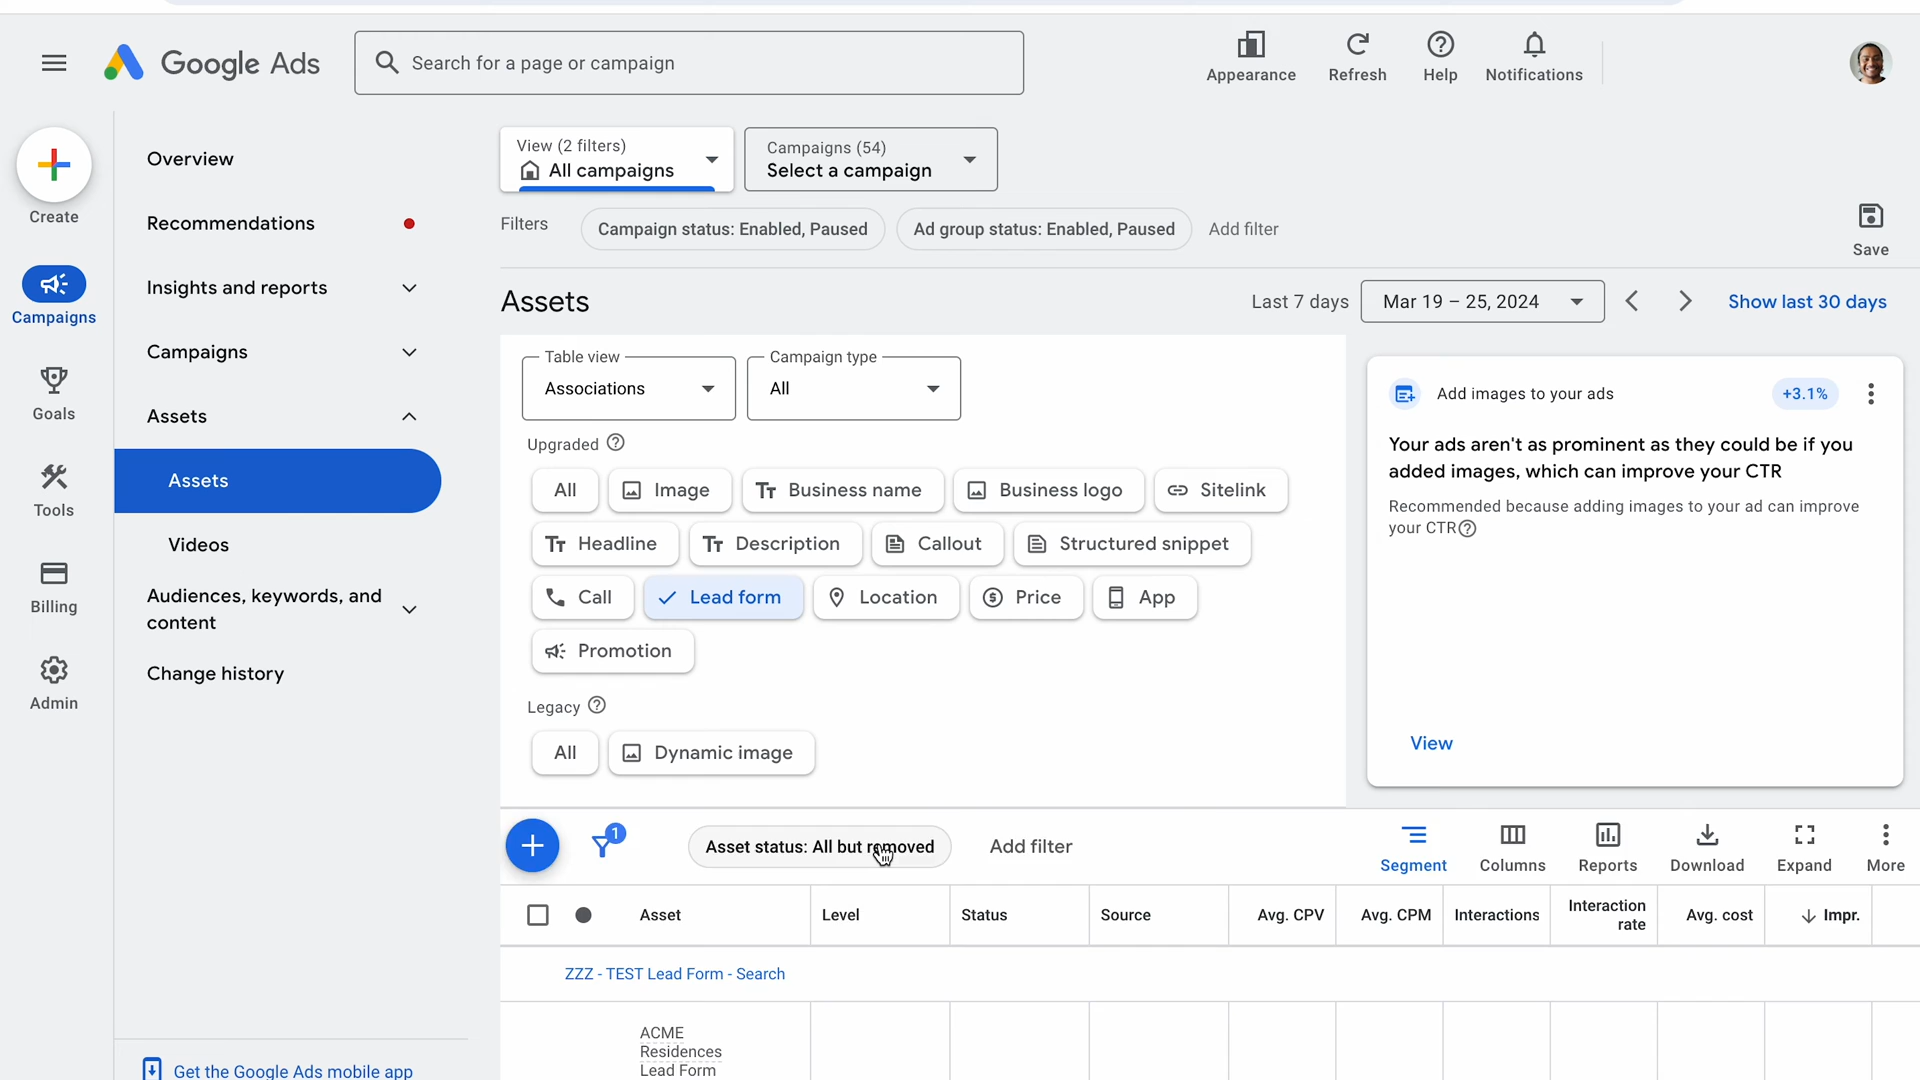 Google Ads
Search for a page or campaign
Appearance
Refresh
Help
Notifications
Create
Campaigns
Goals
Tools
Billing
Admin
Overview
Recommendations
Insights and reports
Campaigns
Assets
Assets
Videos
Audiences, keywords, and
content
Change history
Get the Google Ads mobile app
View (2 filters)
All campaigns
Campaigns (54)
Select a campaign
Filters
Campaign status: Enabled, Paused
Ad group status: Enabled, Paused
Add filter
Save
Assets
Last 7 days
Mar 19 – 25, 2024
Show last 30 days
Table view
Associations
Campaign type
All
Upgraded
All
Image
Business name
Business logo
Sitelink
Headline
Description
Callout
Structured snippet
Call
Lead form
Location
Price
App
Promotion
Legacy
All
Dynamic image
Add images to your ads
+3.1%
Your ads aren't as prominent as they could be if you
added images, which can improve your CTR
Recommended because adding images to your ad can improve
your CTR
View
1
Asset status: All but removed
Add filter
Segment
Columns
Reports
Download
Expand
More
Asset
Level
Status
Source
Avg. CPV
Avg. CPM
Interactions
Interaction
rate
Avg. cost
Impr.
ZZZ - TEST Lead Form - Search
ACME
Residences
Lead Form